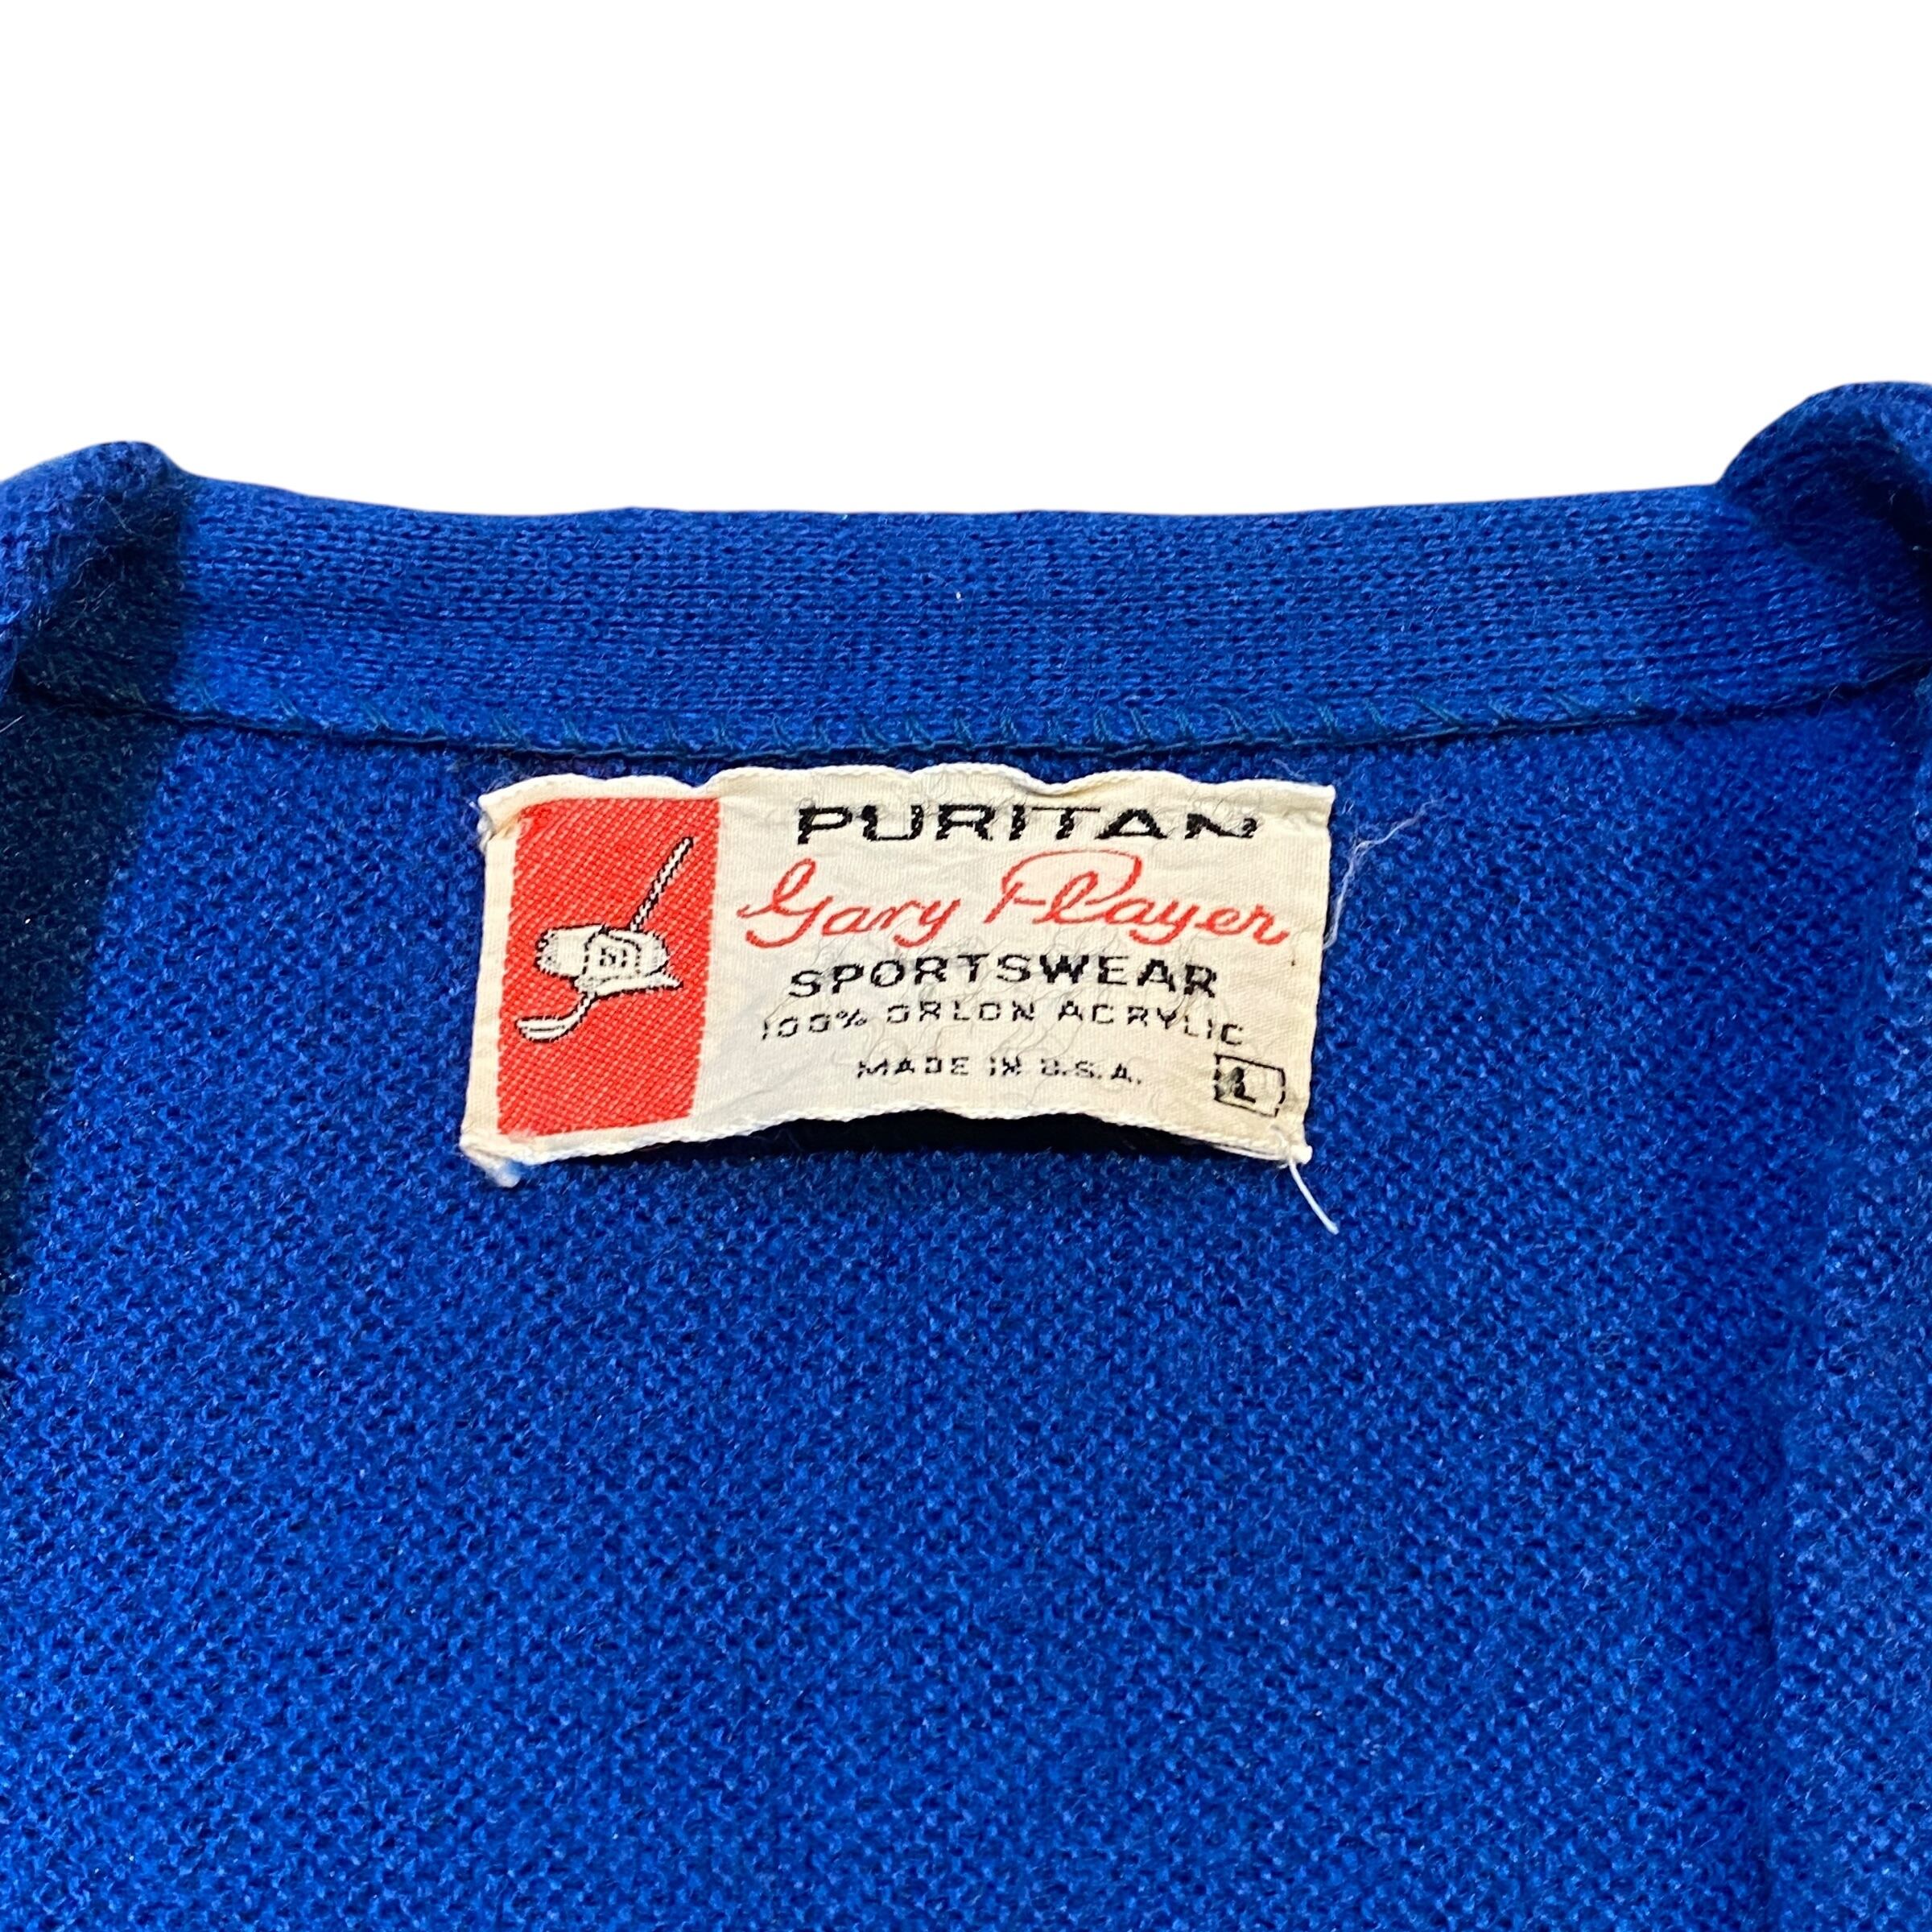 PURITAN
Gary Player
SPORTSWEAR
100% ORLON ACRYLIC
MADE IN U.S.A.
L